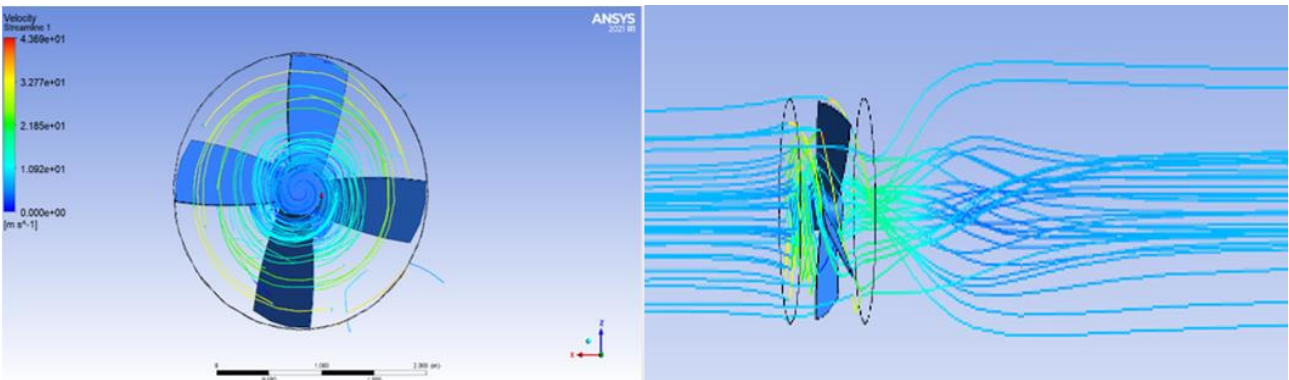 Velocity
Streamline 1
4.369e+01
3.277e+01
2.185e+01
1.092e+01
0.000e+00
[m s^-1]
ANSYS
2021 R1
Z
X
0 1.000 2.000 (m)